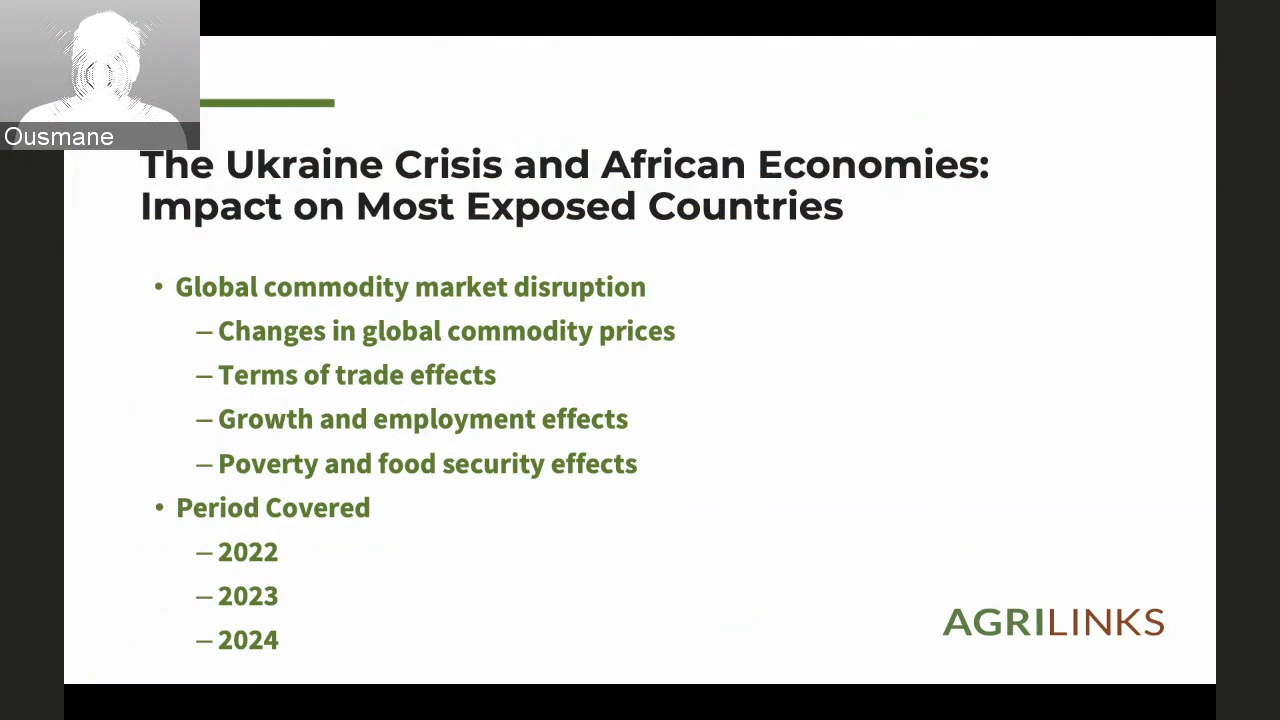 Ousmane
The Ukraine Crisis and African Economies:
Impact on Most Exposed Countries
• Global commodity market disruption
– Changes in global commodity prices
– Terms of trade effects
– Growth and employment effects
– Poverty and food security effects
• Period Covered
– 2022
– 2023
– 2024
AGRILINKS